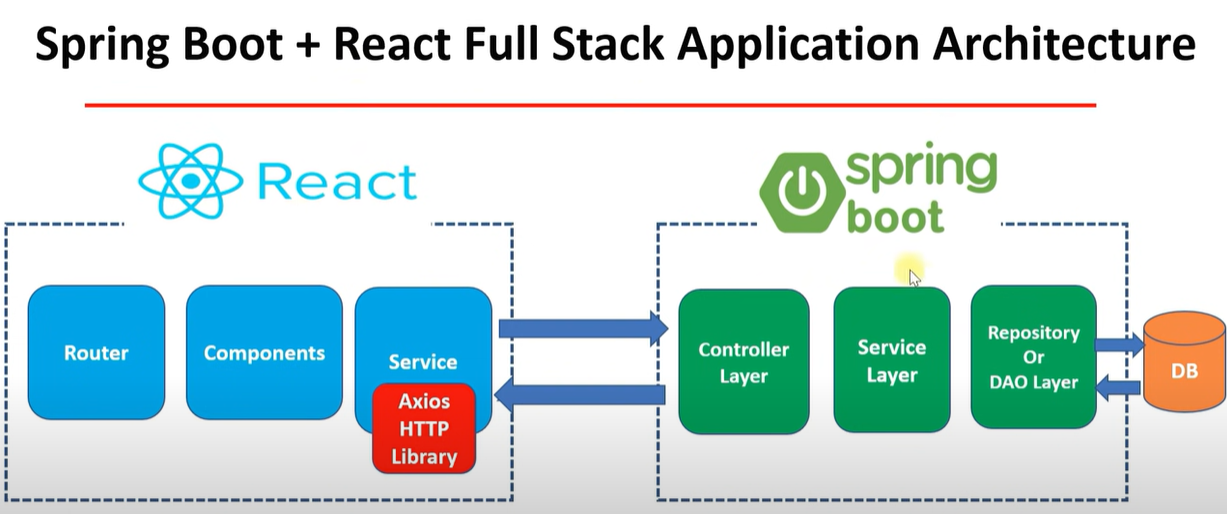 Spring Boot + React Full Stack Application Architecture
React
spring
boot
Router
Components
Service
Axios
HTTP
Library
Controller
Layer
Service
Layer
Repository
Or
DAO Layer
DB